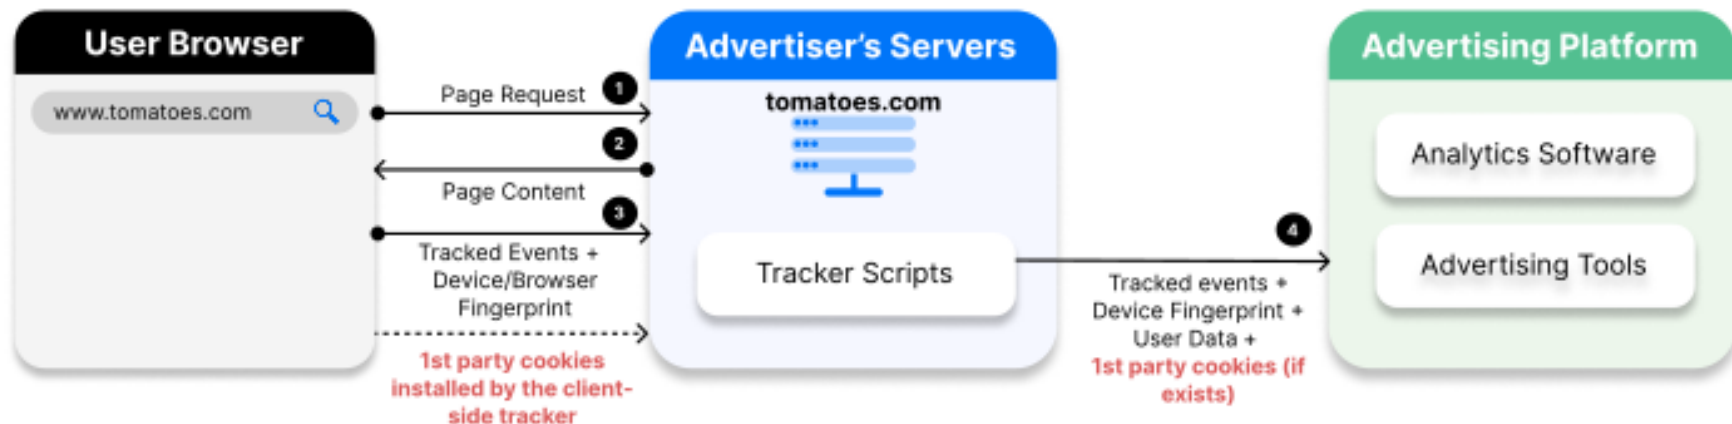 User Browser
www.tomatoes.com
Page Request
1
2
Page Content
3
Tracked Events +
Device/Browser
Fingerprint
1st party cookies
installed by the client-
side tracker
Advertiser's Servers
tomatoes.com
Tracker Scripts
4
Tracked events +
Device Fingerprint +
User Data +
1st party cookies (if
exists)
Advertising Platform
Analytics Software
Advertising Tools